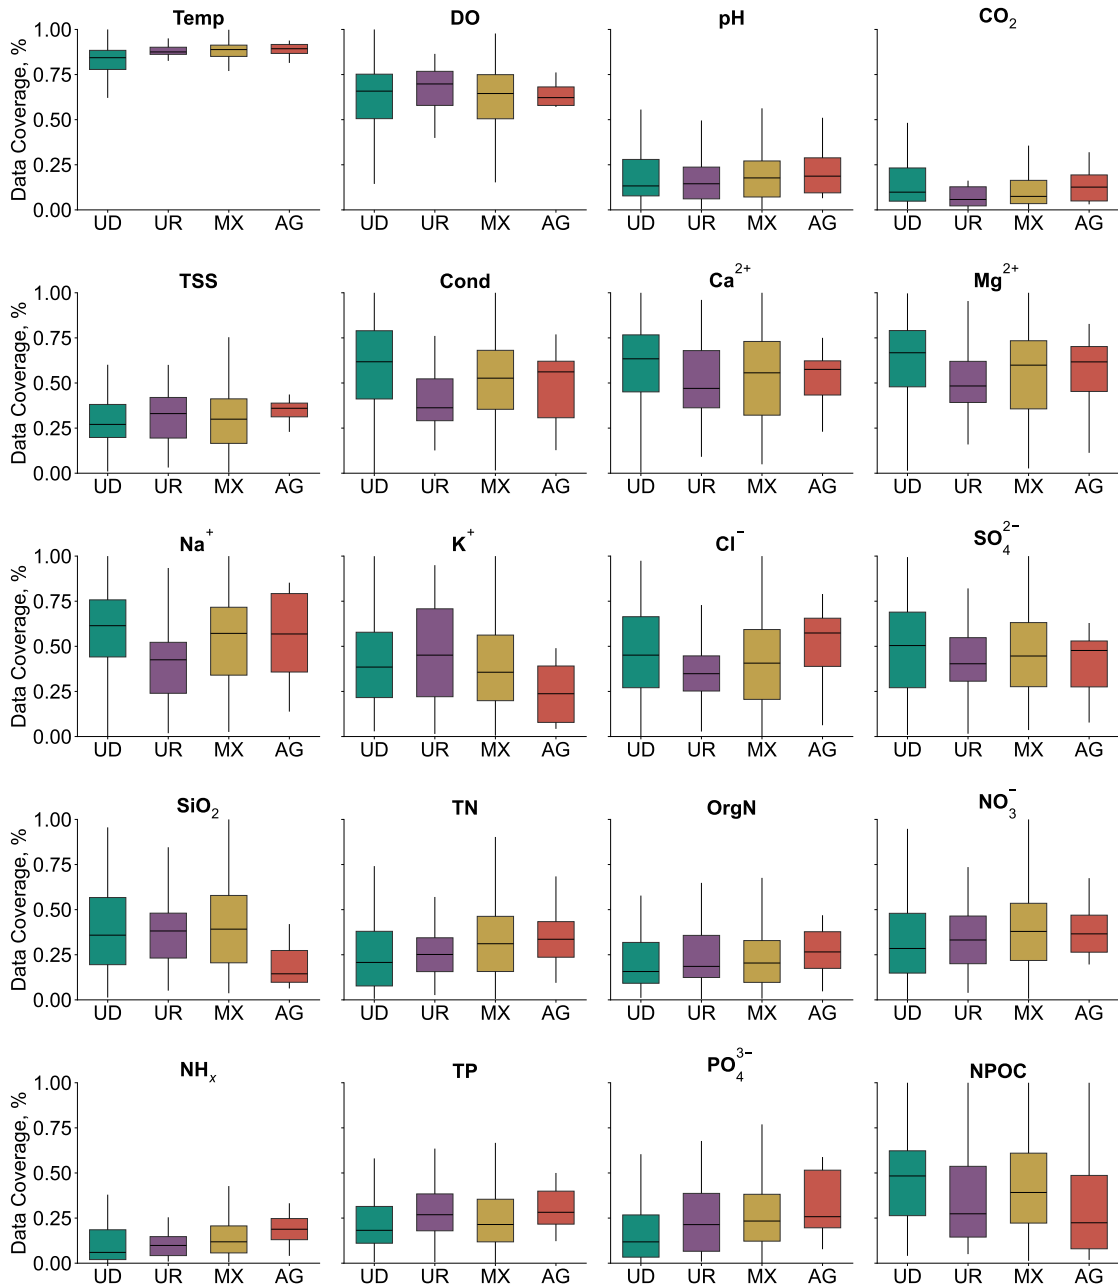 Temp DO pH CO₂
Data Coverage, %
1.00
0.75
0.50
0.25
0.00
UD UR MX AG UD UR MX AG UD UR MX AG UD UR MX AG
TSS Cond Ca²⁺ Mg²⁺
Data Coverage, %
1.00
0.75
0.50
0.25
0.00
UD UR MX AG UD UR MX AG UD UR MX AG UD UR MX AG
Na⁺ K⁺ Cl⁻ SO₄²⁻
Data Coverage, %
1.00
0.75
0.50
0.25
0.00
UD UR MX AG UD UR MX AG UD UR MX AG UD UR MX AG
SiO₂ TN OrgN NO₃⁻
Data Coverage, %
1.00
0.75
0.50
0.25
0.00
UD UR MX AG UD UR MX AG UD UR MX AG UD UR MX AG
NHₓ TP PO₄³⁻ NPOC
Data Coverage, %
1.00
0.75
0.50
0.25
0.00
UD UR MX AG UD UR MX AG UD UR MX AG UD UR MX AG